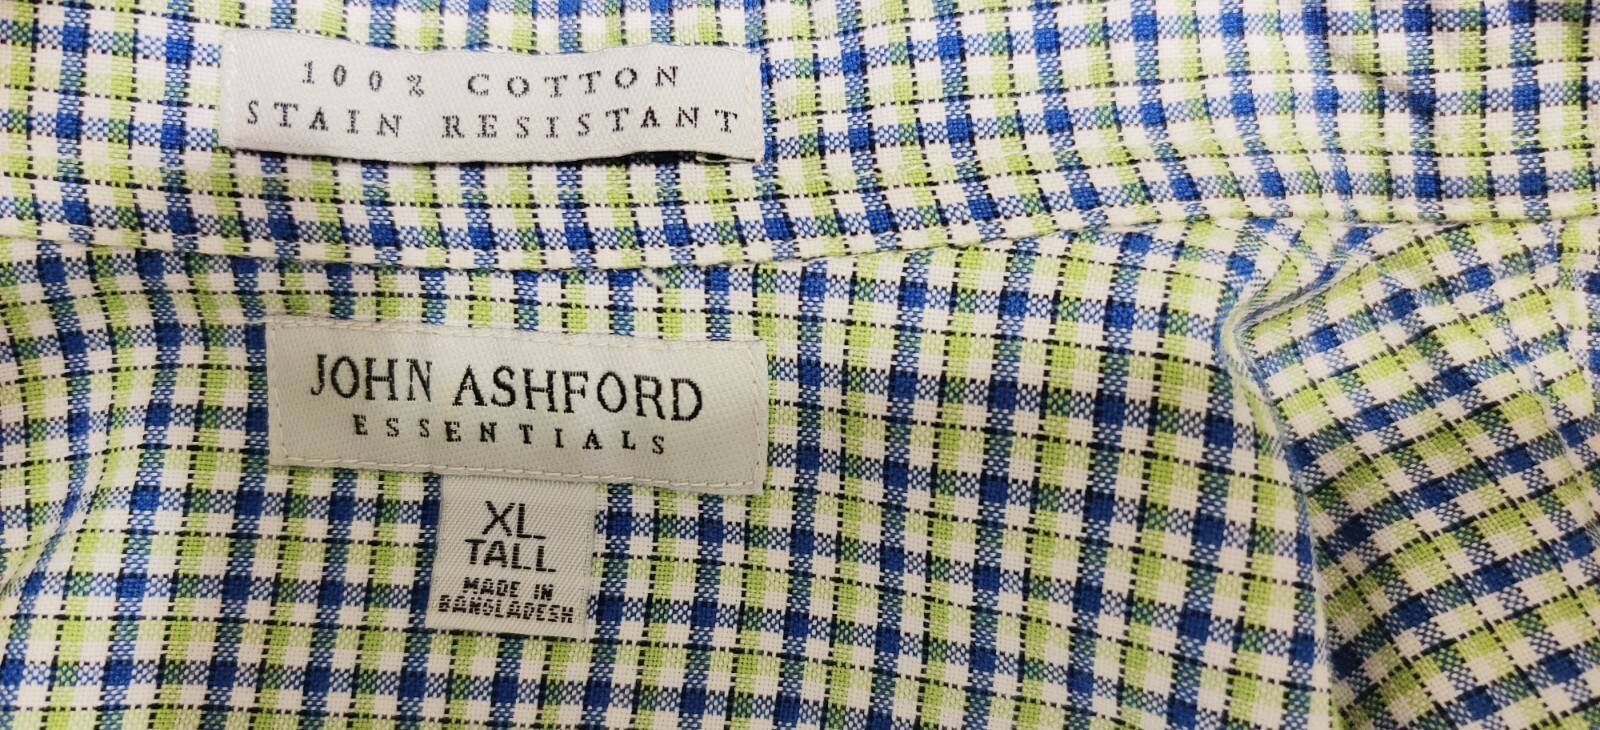 100% COTTON
STAIN RESISTANT
JOHN ASHFORD
ESSENTIALS
XL
TALL
MADE IN
BANGLADESH